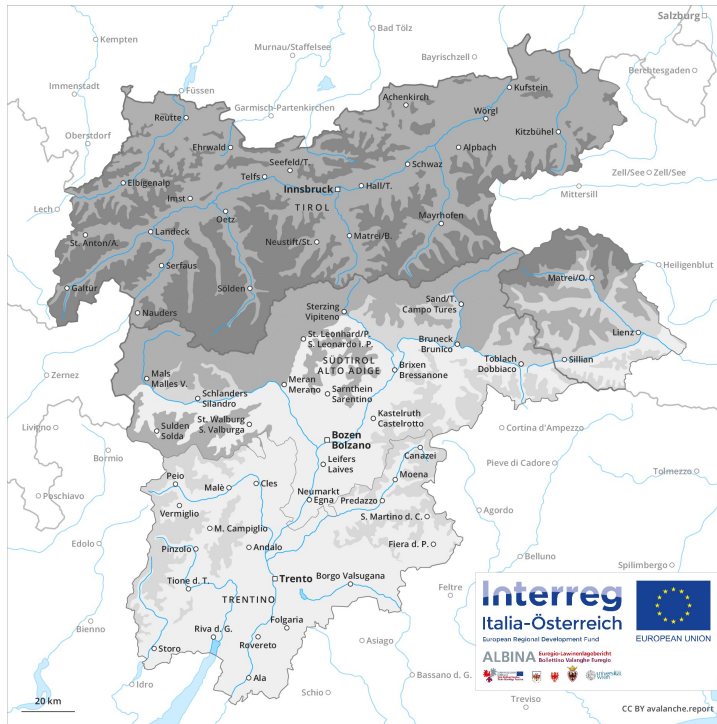 Salzburg
Kempten
Bad Tölz
Murnau/Staffelsee
Bayrischzell
Berchtesgaden
Immenstadt
Füssen
Achenkirch
Kufstein
Garmisch-Partenkirchen
Reutte
Wörgl
Kitzbühel
Oberstdorf
Ehrwald
Alpbach
Seefeld/T.
Schwaz
Telfs
Zell/See
Zell/See
Elbigenalp
Innsbruck
Hall/T.
Mittersill
Imst
TIROL
Lech
Oetz
Mayrhofen
Landeck
St. Anton/A.
Neustift/St.
Matrei/B.
Serfaus
Heiligenblut
Matrei/O.
Galtür
Sölden
Sand/T.
Campo Tures
Nauders
Sterzing
Vipiteno
Lienz
St. Leonhard/P.
S. Leonardo i. P.
Bruneck
Brunico
Toblach
Dobbiaco
Sillian
SÜDTIROL
ALTO ADIGE
Brixen
Bressanone
Zernez
Mals
Malles V.
Meran
Merano
Sarnthein
Sarentino
Schlanders
Silandro
Kastelruth
Castelrotto
St. Walburg
S. Valburga
Livigno
Sulden
Solda
Cortina d'Ampezzo
Bozen
Bolzano
Bormio
Canazei
Leifers
Laives
Pieve di Cadore
Tolmezzo
Peio
Moena
Malè
Cles
Neumarkt
Egna
Poschiavo
Predazzo
Vermiglio
Agordo
S. Martino d. C.
M. Campiglio
Edolo
Pinzolo
Andalo
Fiera d. P.
Belluno
Spilimbergo
Tione d. T.
Trento
Borgo Valsugana
Feltre
TRENTINO
Bienno
Folgaria
Riva d. G.
Rovereto
Asiago
Storo
Idro
Ala
Schio
Bassano d. G.
Treviso
Interreg
Italia-Österreich
European Regional Development Fund
EUROPEAN UNION
ALBINA
Euregio-Lawinenlagebericht
Bollettino Valanghe Euregio
universität
wien
20 km
CC BY avalanche.report